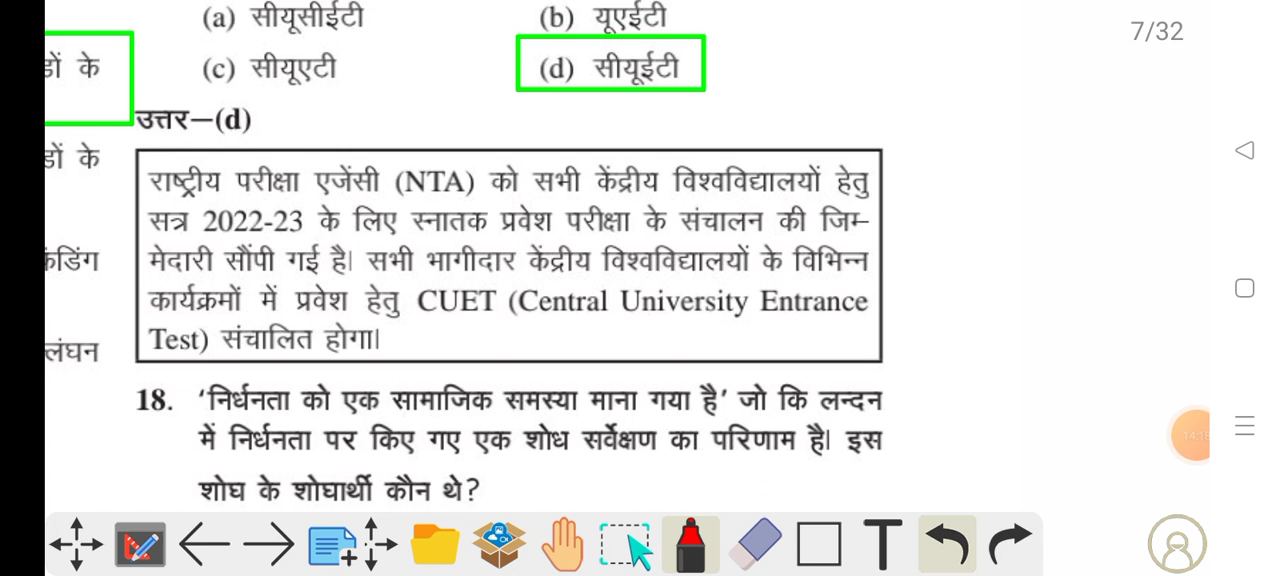 (a) सीयूसीईटी (b) यूएईटी
7/32
डों के (c) सीयूएटी (d) सीयूईटी
उत्तर–(d)
डों के
राष्ट्रीय परीक्षा एजेंसी (NTA) को सभी केंद्रीय विश्वविद्यालयों हेतु
सत्र 2022-23 के लिए स्नातक प्रवेश परीक्षा के संचालन की जिम-
फंडिंग
मेदारी सौंपी गई है। सभी भागीदार केंद्रीय विश्वविद्यालयों के विभिन्न
कार्यक्रमों में प्रवेश हेतु CUET (Central University Entrance
लंघन
Test) संचालित होगा।
18. ‘निर्धनता को एक सामाजिक समस्या माना गया है’ जो कि लन्दन
में निर्धनता पर किए गए एक शोध सर्वेक्षण का परिणाम है। इस
शोघ के शोघार्थी कौन थे?
14:18
T